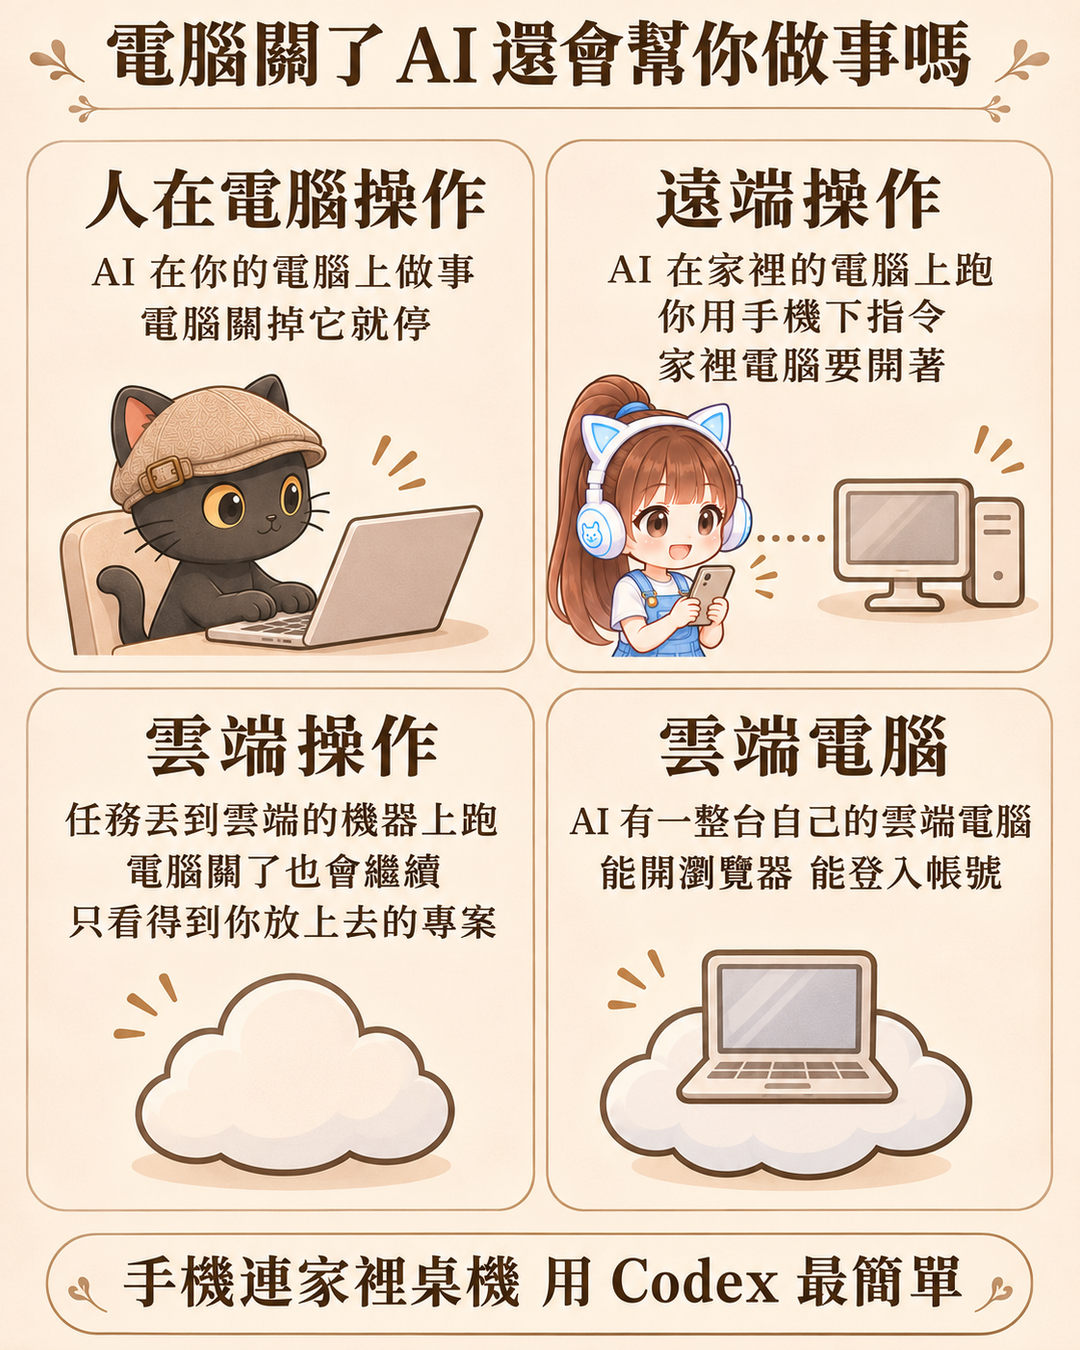 電腦關了 AI 還會幫你做事嗎
人在電腦操作
AI 在你的電腦上做事
電腦關掉它就停
遠端操作
AI 在家裡的電腦上跑
你用手機下指令
家裡電腦要開著
雲端操作
任務丟到雲端的機器上跑
電腦關了也會繼續
只看得到你放上去的專案
雲端電腦
AI 有一整台自己的雲端電腦
能開瀏覽器 能登入帳號
手機連家裡桌機 用 Codex 最簡單